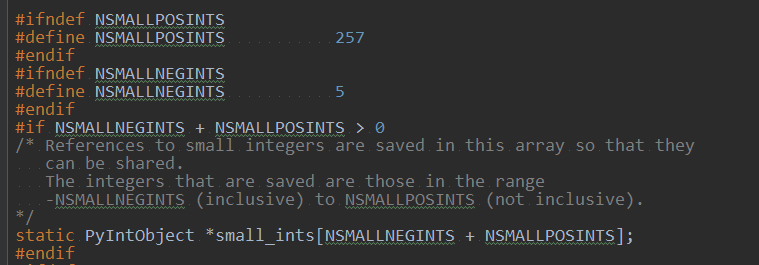 #ifndef NSMALLPOSINTS
#define NSMALLPOSINTS 257
#endif
#ifndef NSMALLNEGINTS
#define NSMALLNEGINTS 5
#endif
#if NSMALLNEGINTS + NSMALLPOSINTS > 0
/* References to small integers are saved in this array so that they
can be shared.
The integers that are saved are those in the range
-NSMALLNEGINTS (inclusive) to NSMALLPOSINTS (not inclusive).
*/
static PyIntObject *small_ints[NSMALLNEGINTS + NSMALLPOSINTS];
#endif